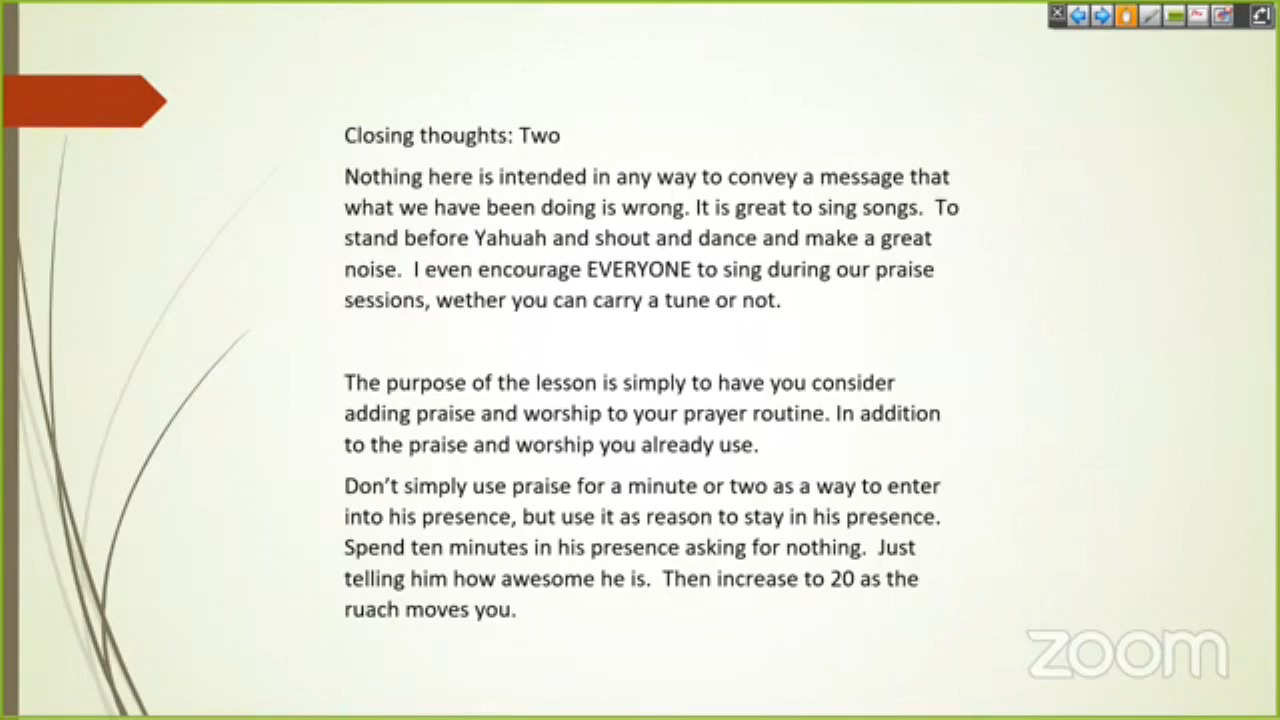 Closing thoughts: Two
Nothing here is intended in any way to convey a message that
what we have been doing is wrong. It is great to sing songs.  To
stand before Yahuah and shout and dance and make a great
noise.  I even encourage EVERYONE to sing during our praise
sessions, wether you can carry a tune or not.
The purpose of the lesson is simply to have you consider
adding praise and worship to your prayer routine. In addition
to the praise and worship you already use.
Don’t simply use praise for a minute or two as a way to enter
into his presence, but use it as reason to stay in his presence.
Spend ten minutes in his presence asking for nothing.  Just
telling him how awesome he is.  Then increase to 20 as the
ruach moves you.
zoom